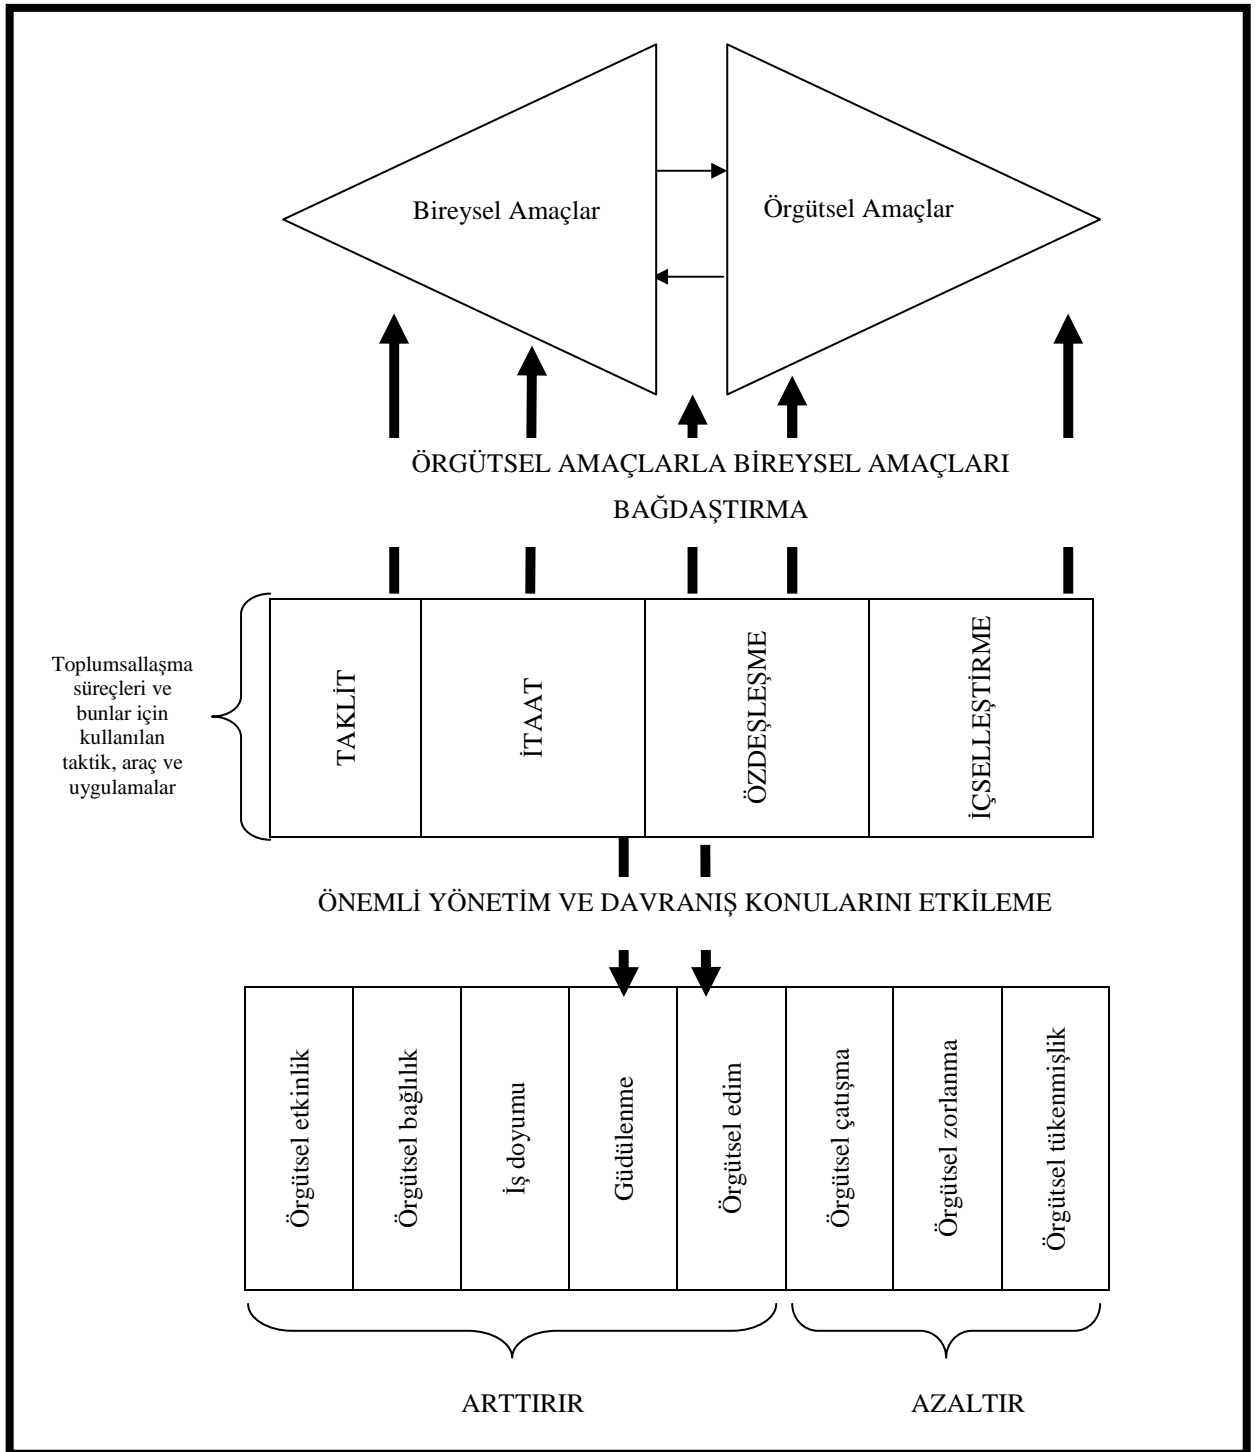 Bireysel Amaçlar
Örgütsel Amaçlar
ÖRGÜTSEL AMAÇLARLA BİREYSEL AMAÇLARI
BAĞDAŞTIRMA
Toplumsallaşma
süreçleri ve
bunlar için
kullanılan
taktik, araç ve
uygulamalar
TAKLİT
İTAAT
ÖZDEŞLEŞME
İÇSELLEŞTİRME
ÖNEMLİ YÖNETİM VE DAVRANIŞ KONULARINI ETKİLEME
Örgütsel etkinlik
Örgütsel bağlılık
İş doyumu
Güdülenme
Örgütsel edim
Örgütsel çatışma
Örgütsel zorlanma
Örgütsel tükenmişlik
ARTTIRIR
AZALTIR